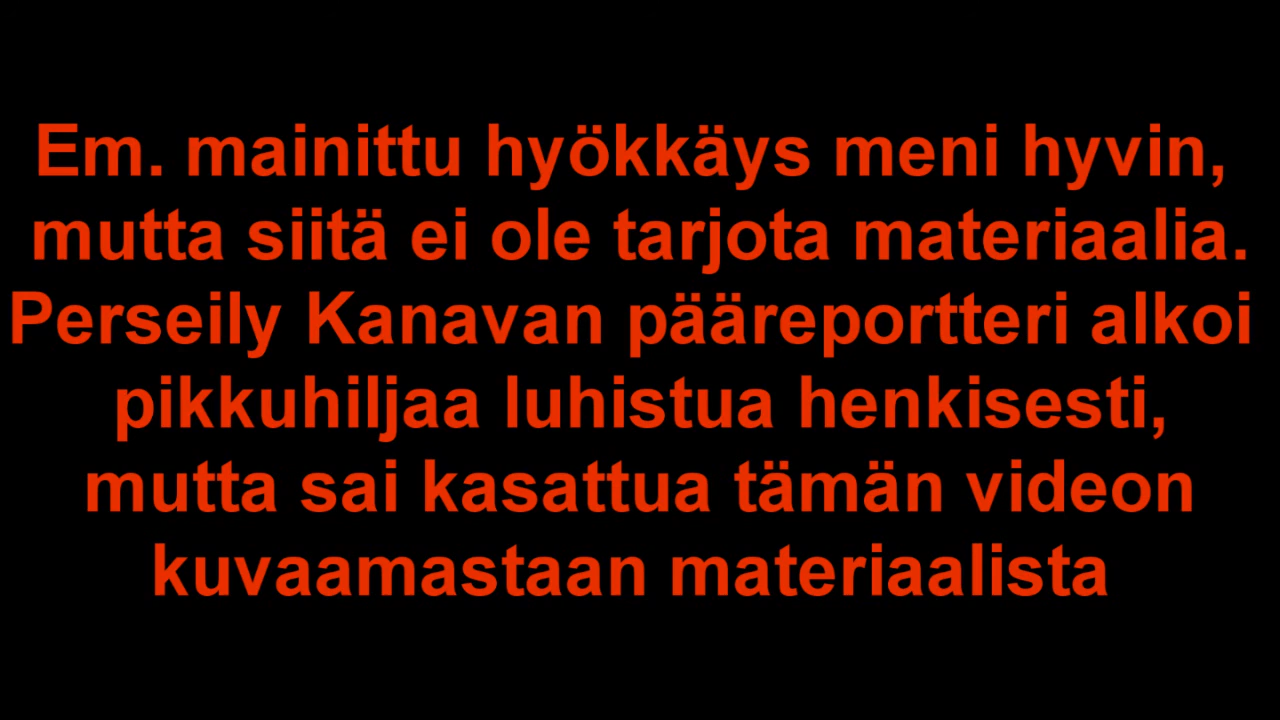 Em. mainittu hyökkäys meni hyvin,
mutta siitä ei ole tarjota materiaalia.
Perseily Kanavan pääreportteri alkoi
pikkuhiljaa luhistua henkisesti,
mutta sai kasattua tämän videon
kuvaamastaan materiaalista